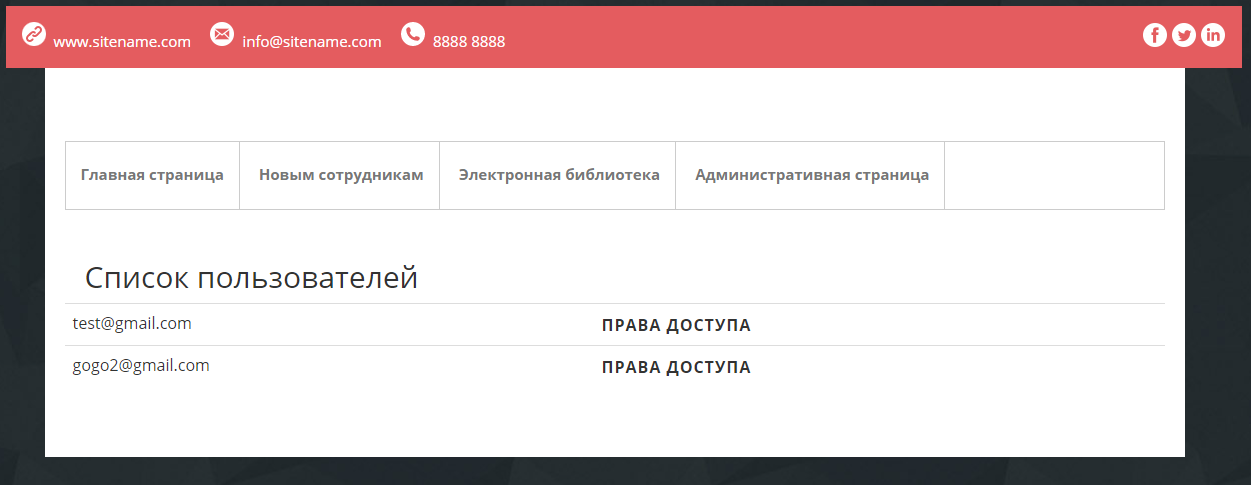 www.sitename.com info@sitename.com 8888 8888
Главная страница Новым сотрудникам Электронная библиотека Административная страница
Список пользователей
test@gmail.com ПРАВА ДОСТУПА
gogo2@gmail.com ПРАВА ДОСТУПА